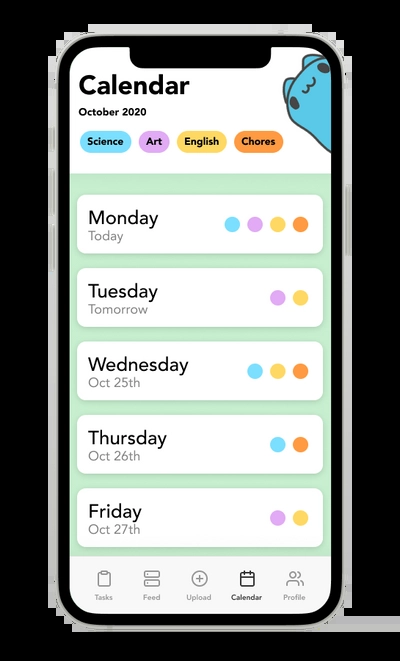 Calendar
October 2020
Science Art English Chores
Monday
Today
Tuesday
Tomorrow
Wednesday
Oct 25th
Thursday
Oct 26th
Friday
Oct 27th
Tasks Feed Upload Calendar Profile